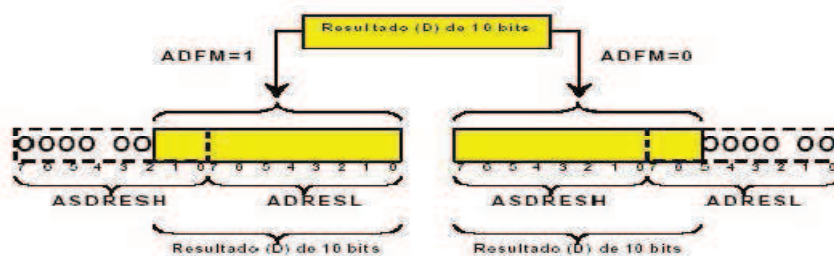 Resultado (D) de 10 bits
ADFM=1 ADFM=0
0000 00 0000 00
7 6 5 4 3 2 1 0 7 6 5 4 3 2 1 0 7 6 5 4 3 2 1 0 7 6 5 4 3 2 1 0
ASDRESH ADRESL ASDRESH ADRESL
Resultado (D) de 10 bits Resultado (D) de 10 bits